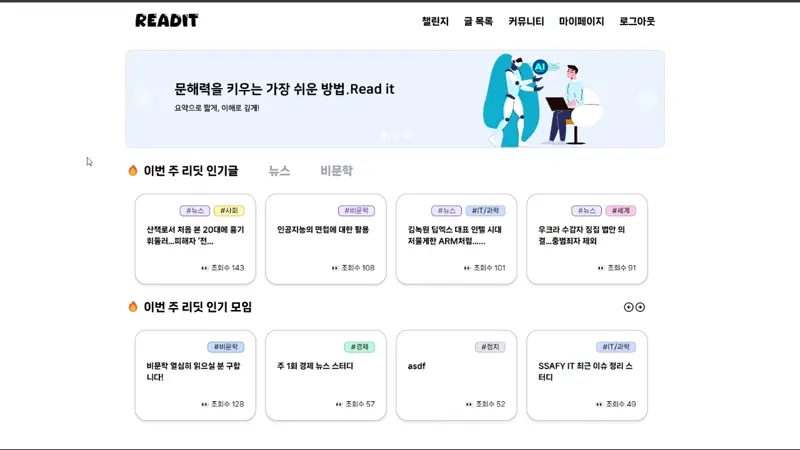 READIT
챌린지 글 목록 커뮤니티 마이페이지 로그아웃
문해력을 키우는 가장 쉬운 방법.Read it
요약으로 짧게, 이해로 깊게!
AI
이번 주 리딧 인기글 뉴스 비문학
#뉴스 #사회
산책로서 처음 본 20대에 흉기
휘둘러…피해자 '전...
조회수 143
#비문학
인공지능의 면접에 대한 활용
조회수 108
#뉴스 #IT/과학
김녹원 딥엑스 대표 인텔 시대
저물게한 ARM처럼…...
조회수 101
#뉴스 #세계
우크라 수감자 징집 법안 의
결…중범죄자 제외
조회수 91
이번 주 리딧 인기 모임
#비문학
비문학 열심히 읽으실 분 구합
니다!
조회수 128
#경제
주 1회 경제 뉴스 스터디
조회수 57
#정치
asdf
조회수 52
#IT/과학
SSAFY IT 최근 이슈 정리 스
터디
조회수 49